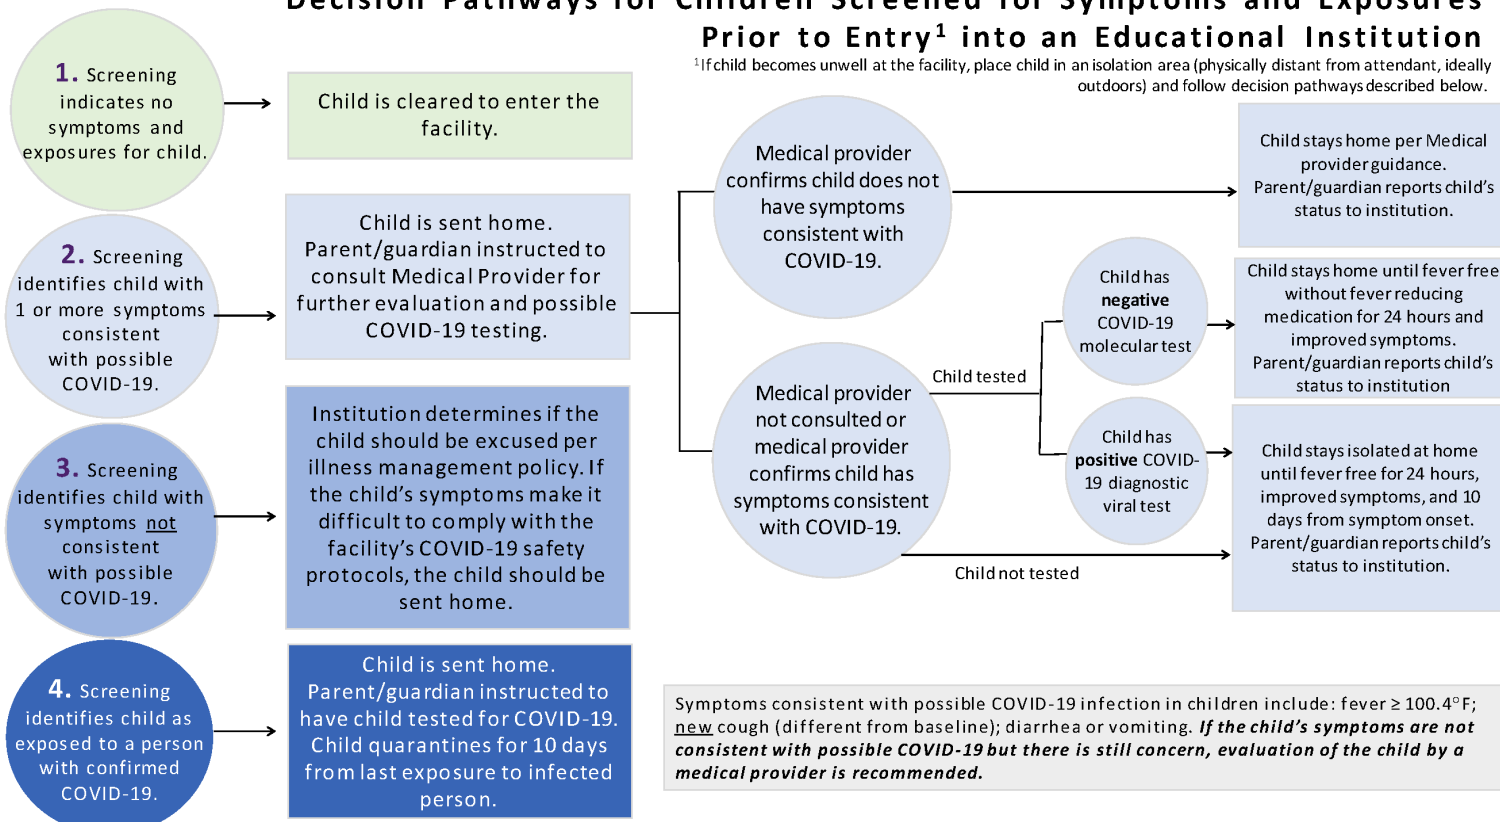 Decision Pathways for Children Screened for Symptoms and Exposures
Prior to Entry¹ into an Educational Institution
¹If child becomes unwell at the facility, place child in an isolation area (physically distant from attendant, ideally
outdoors) and follow decision pathways described below.
1. Screening
indicates no
symptoms and
exposures for child.
Child is cleared to enter the
facility.
2. Screening
identifies child with
1 or more symptoms
consistent
with possible
COVID-19.
Child is sent home.
Parent/guardian instructed to
consult Medical Provider for
further evaluation and possible
COVID-19 testing.
Medical provider
confirms child does not
have symptoms
consistent with
COVID-19.
Child stays home per Medical
provider guidance.
Parent/guardian reports child's
status to institution.
Medical provider
not consulted or
medical provider
confirms child has
symptoms consistent
with COVID-19.
Child tested
Child has
negative
COVID-19
molecular test
Child stays home until fever free
without fever reducing
medication for 24 hours and
improved symptoms.
Parent/guardian reports child's
status to institution
Child has
positive COVID-
19 diagnostic
viral test
Child stays isolated at home
until fever free for 24 hours,
improved symptoms, and 10
days from symptom onset.
Parent/guardian reports child's
status to institution.
Child not tested
3. Screening
identifies child with
symptoms not
consistent
with possible
COVID-19.
Institution determines if the
child should be excused per
illness management policy. If
the child's symptoms make it
difficult to comply with the
facility's COVID-19 safety
protocols, the child should be
sent home.
4. Screening
identifies child as
exposed to a person
with confirmed
COVID-19.
Child is sent home.
Parent/guardian instructed to
have child tested for COVID-19.
Child quarantines for 10 days
from last exposure to infected
person.
Symptoms consistent with possible COVID-19 infection in children include: fever ≥ 100.4°F;
new cough (different from baseline); diarrhea or vomiting. If the child's symptoms are not
consistent with possible COVID-19 but there is still concern, evaluation of the child by a
medical provider is recommended.